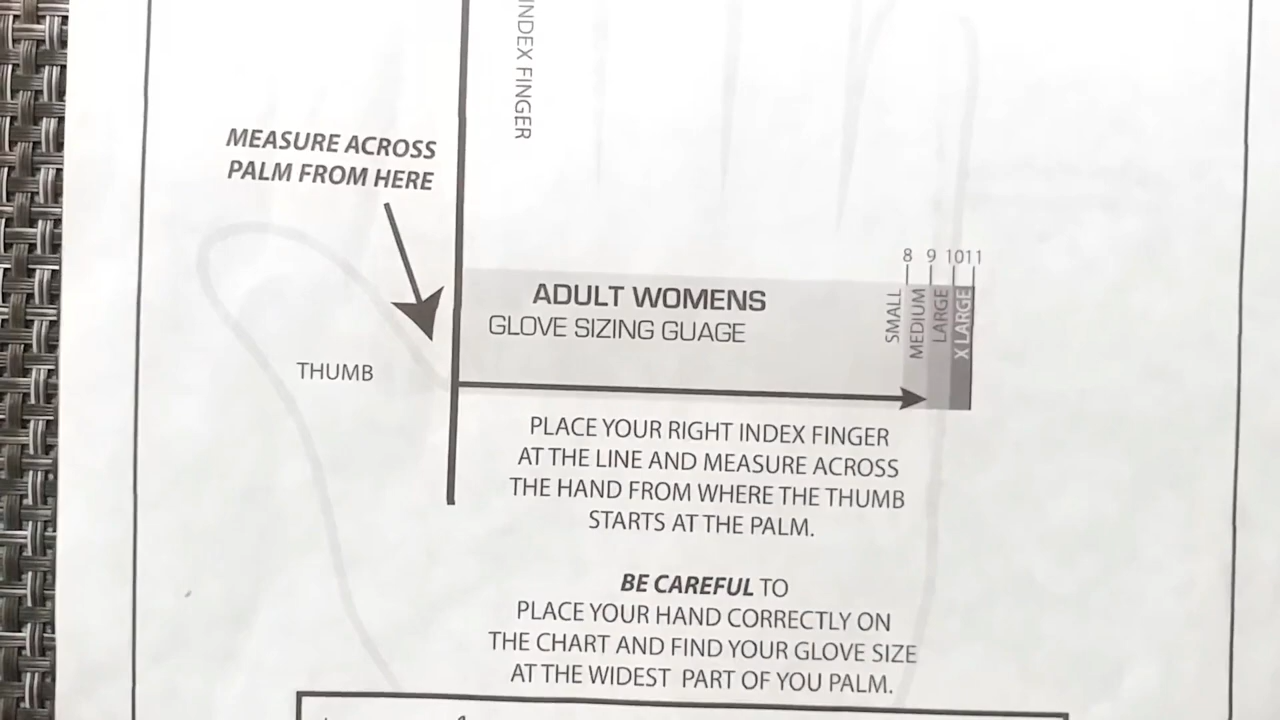 INDEX FINGER
MEASURE ACROSS
PALM FROM HERE
8 9 10 11
ADULT WOMENS
GLOVE SIZING GUAGE
SMALL
MEDIUM
LARGE
X LARGE
THUMB
PLACE YOUR RIGHT INDEX FINGER
AT THE LINE AND MEASURE ACROSS
THE HAND FROM WHERE THE THUMB
STARTS AT THE PALM.
BE CAREFUL TO
PLACE YOUR HAND CORRECTLY ON
THE CHART AND FIND YOUR GLOVE SIZE
AT THE WIDEST PART OF YOU PALM.